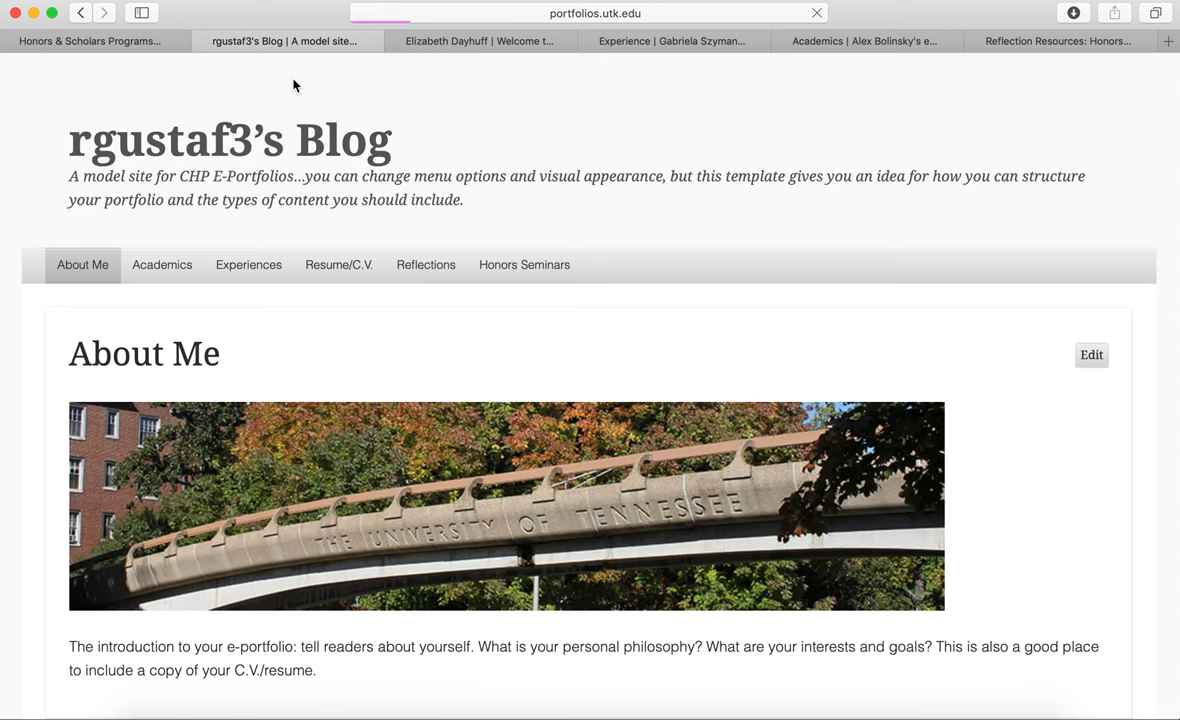 portfolios.utk.edu
Honors & Scholars Programs...
rgustaf3's Blog | A model site...
Elizabeth Dayhuff | Welcome t...
Experience | Gabriela Szyman...
Academics | Alex Bolinsky's e...
Reflection Resources: Honors...
rgustaf3’s Blog
A model site for CHP E-Portfolios...you can change menu options and visual appearance, but this template gives you an idea for how you can structure
your portfolio and the types of content you should include.
About Me
Academics
Experiences
Resume/C.V.
Reflections
Honors Seminars
About Me
Edit
THE UNIVERSITY OF TENNESSEE
The introduction to your e-portfolio: tell readers about yourself. What is your personal philosophy? What are your interests and goals? This is also a good place
to include a copy of your C.V./resume.